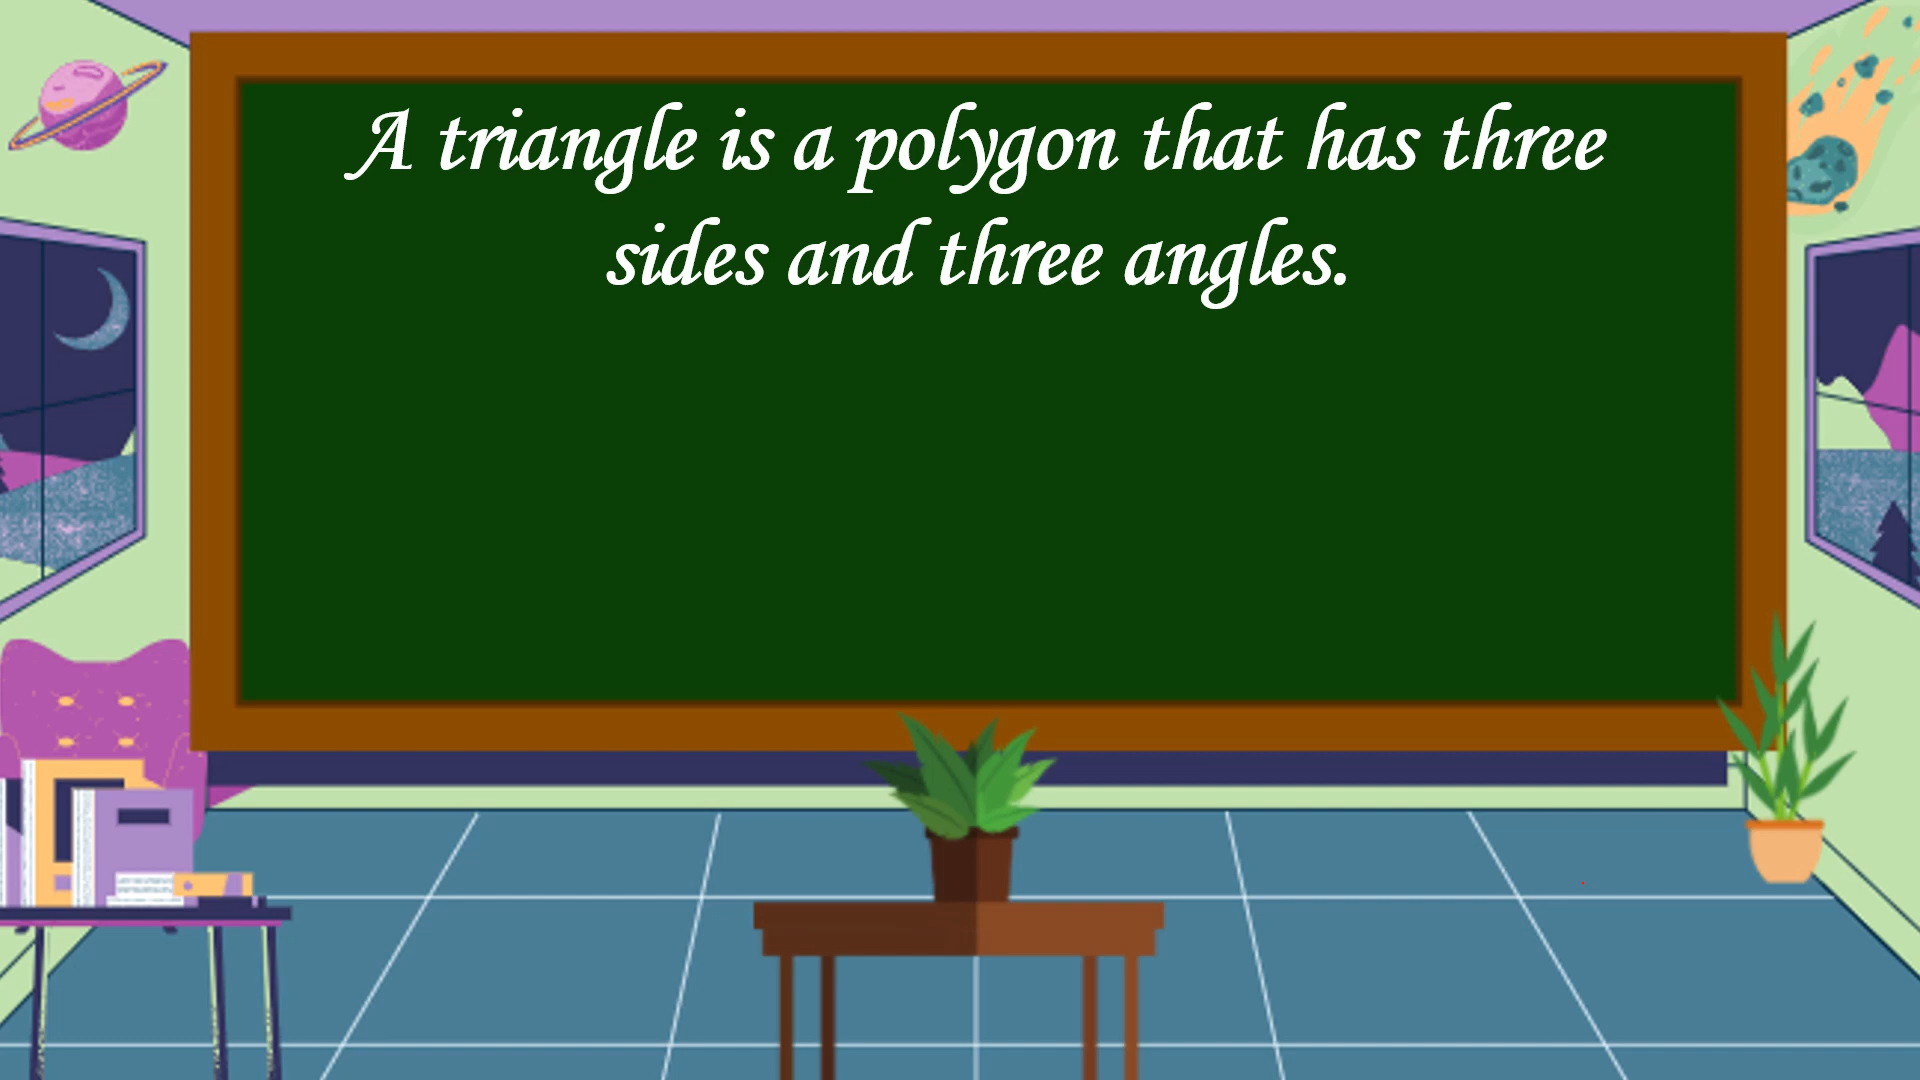 A triangle is a polygon that has three
sides and three angles.